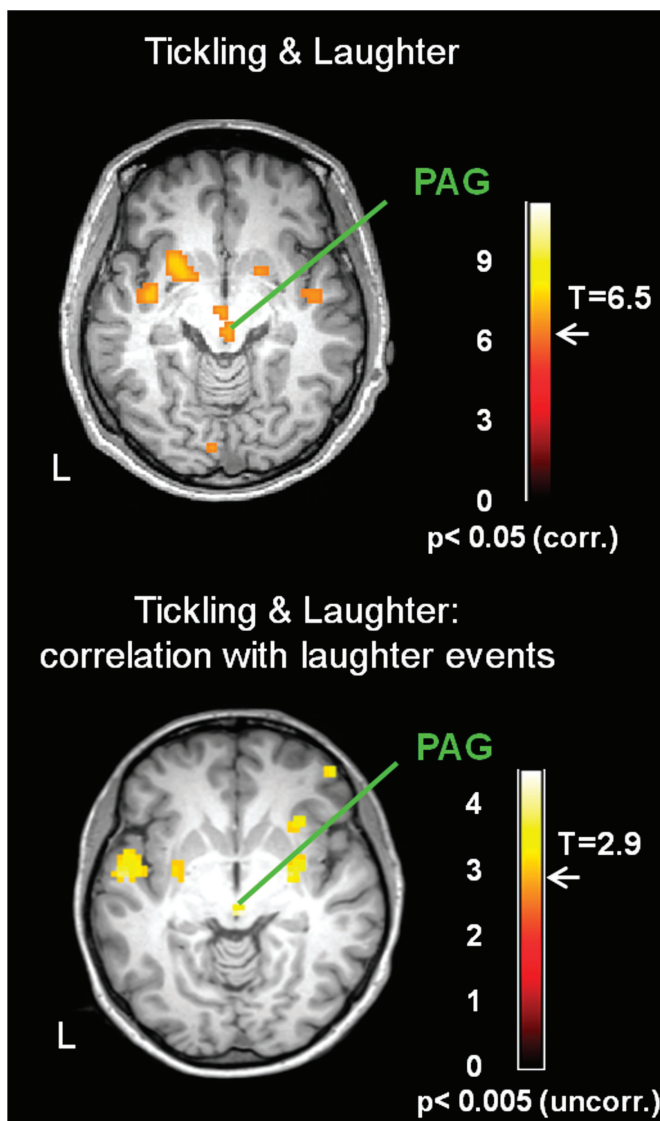 Tickling & Laughter
PAG
9
T=6.5
6
3
0
L
p< 0.05 (corr.)
Tickling & Laughter:
correlation with laughter events
PAG
4
T=2.9
3
2
1
0
L
p< 0.005 (uncorr.)